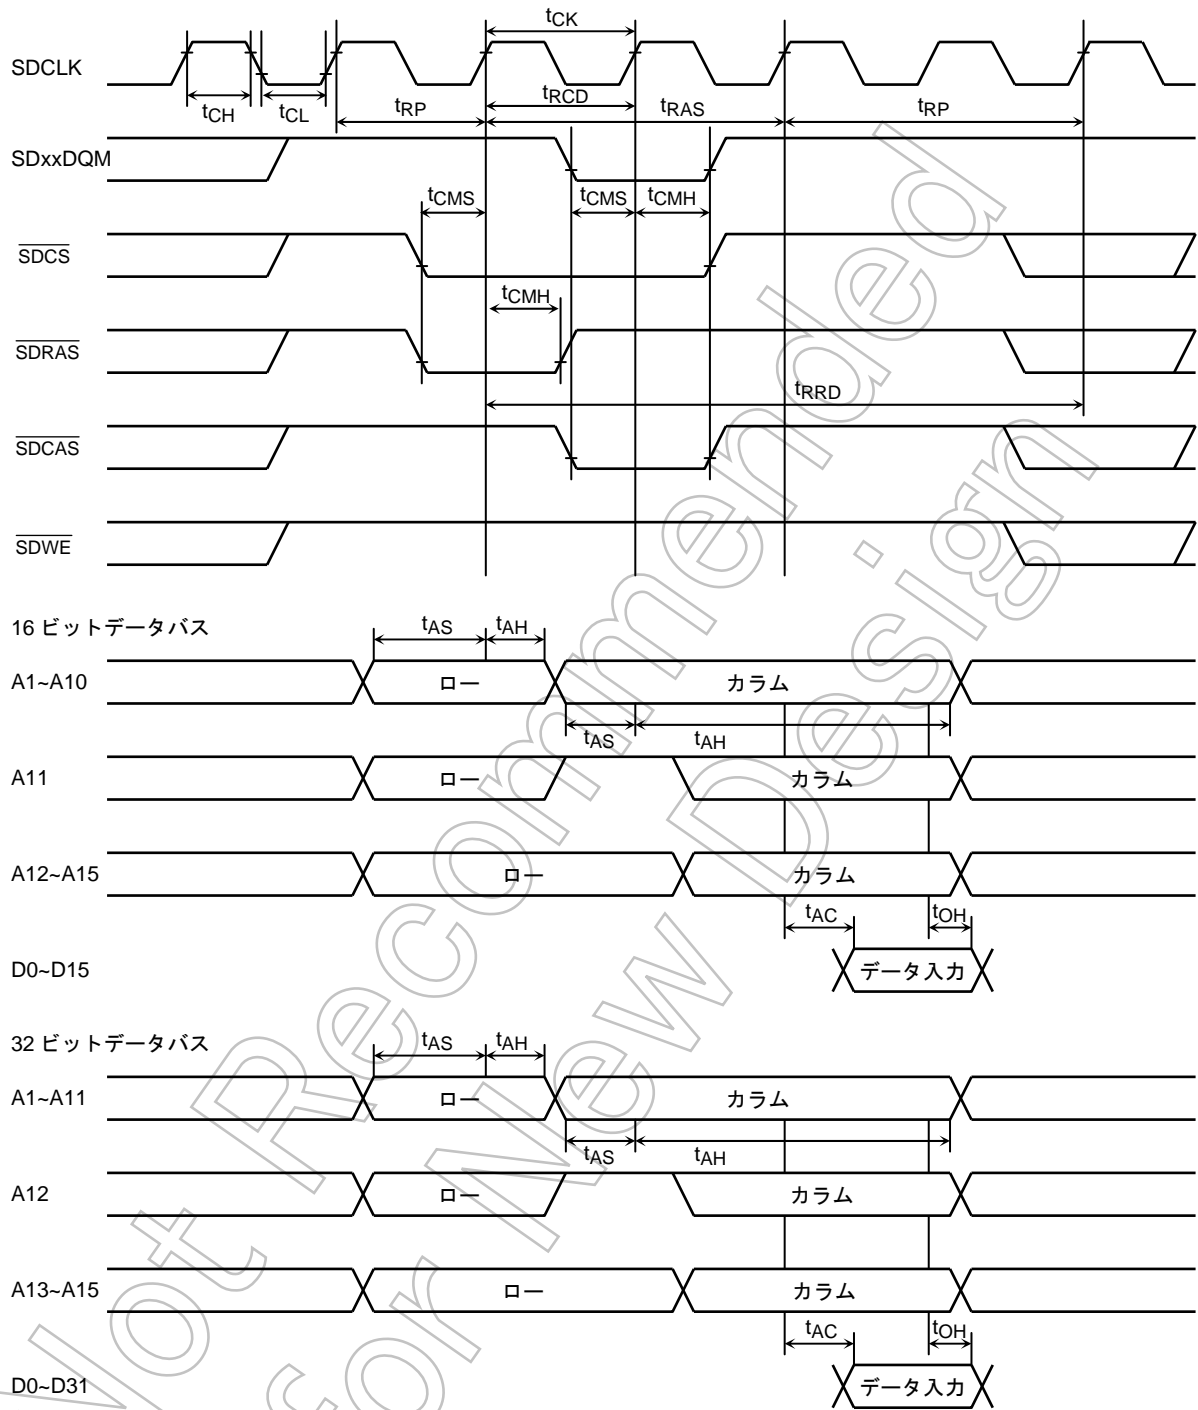 tCK
SDCLK
tCH tCL tRP tRCD tRAS tRP
SDxxDQM
tCMS tCMS tCMH
SDCS
tCMH
SDRAS
tRRD
SDCAS
SDWE
16 ビットデータバス
tAS tAH
A1~A10 ロー カラム
tAS tAH
A11 ロー カラム
A12~A15 ロー カラム
tAC tOH
D0~D15 データ入力
32 ビットデータバス
tAS tAH
A1~A11 ロー カラム
tAS tAH
A12 ロー カラム
A13~A15 ロー カラム
tAC tOH
D0~D31 データ入力
Not Recommended
for New Design